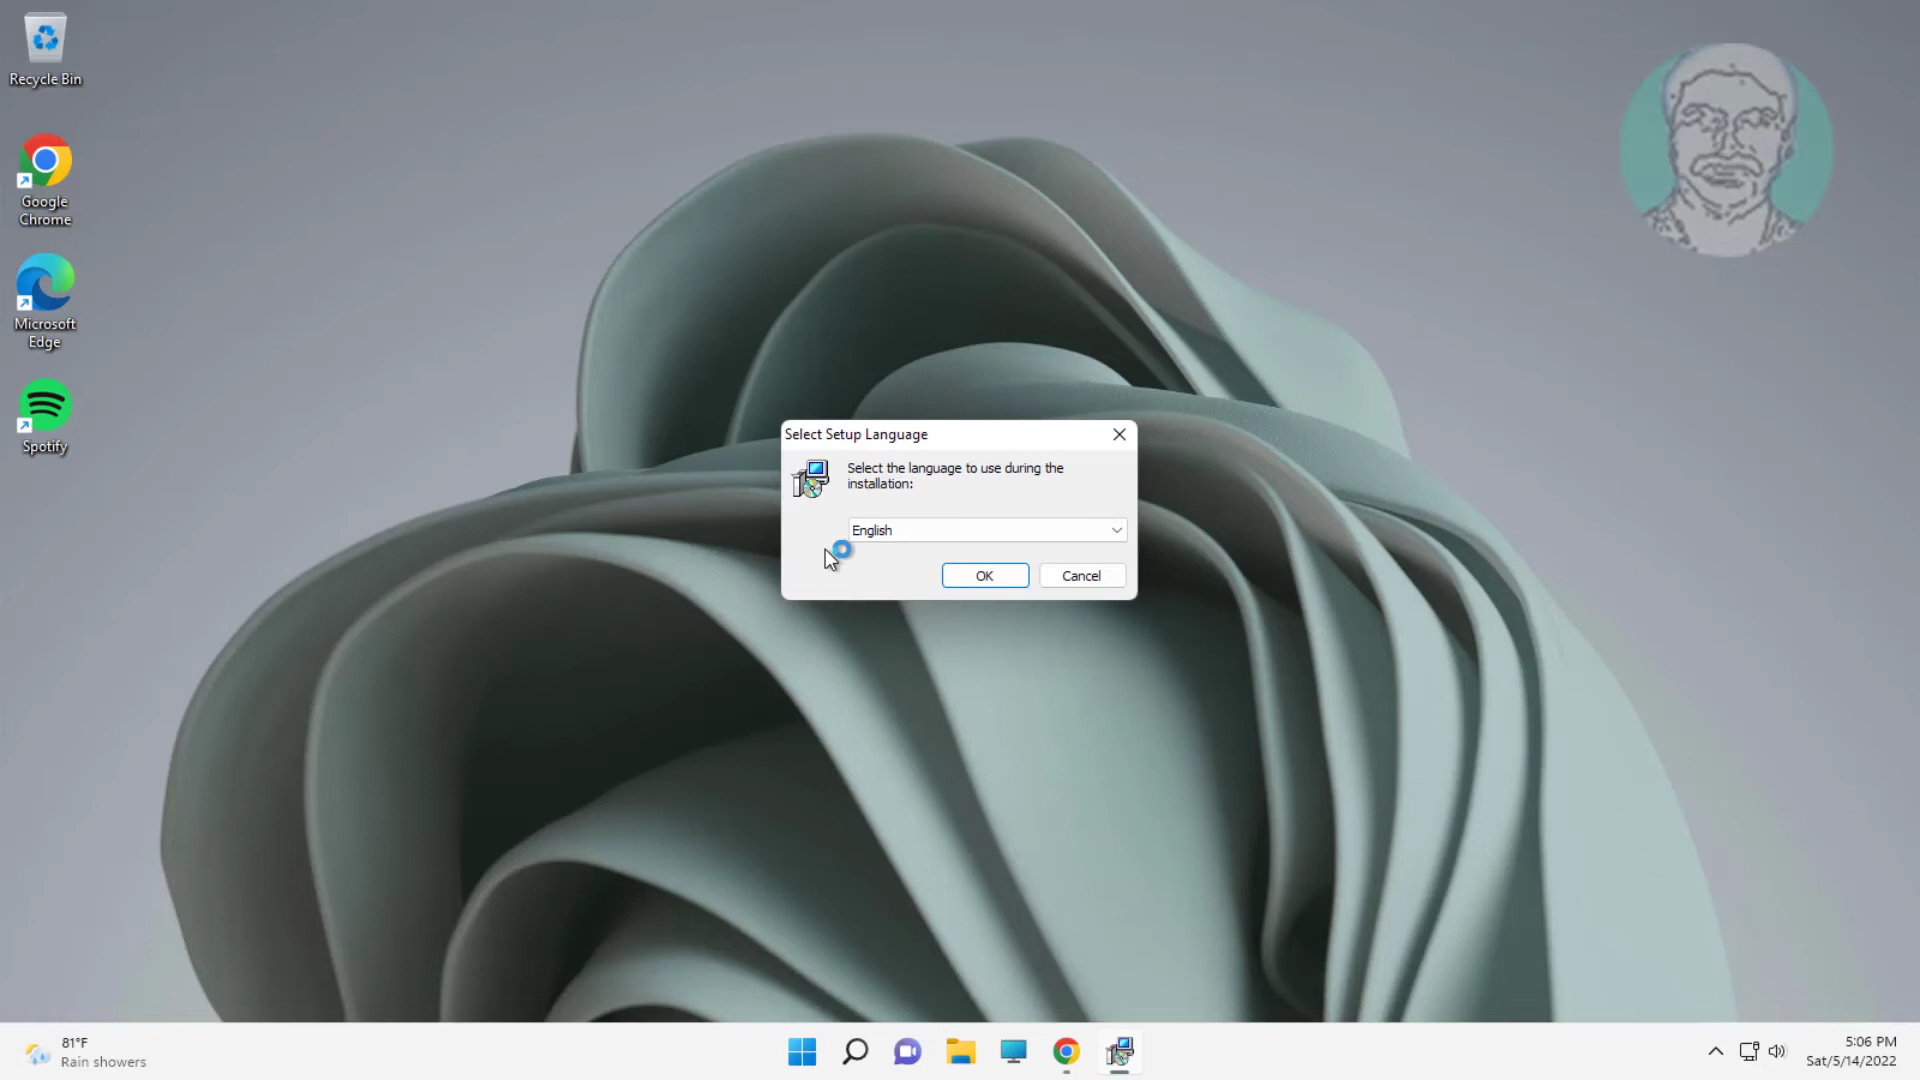 Recycle Bin
Google
Chrome
Microsoft
Edge
Spotify
Select Setup Language
Select the language to use during the
installation:
English
OK
Cancel
81°F
Rain showers
5:06 PM
Sat/5/14/2022